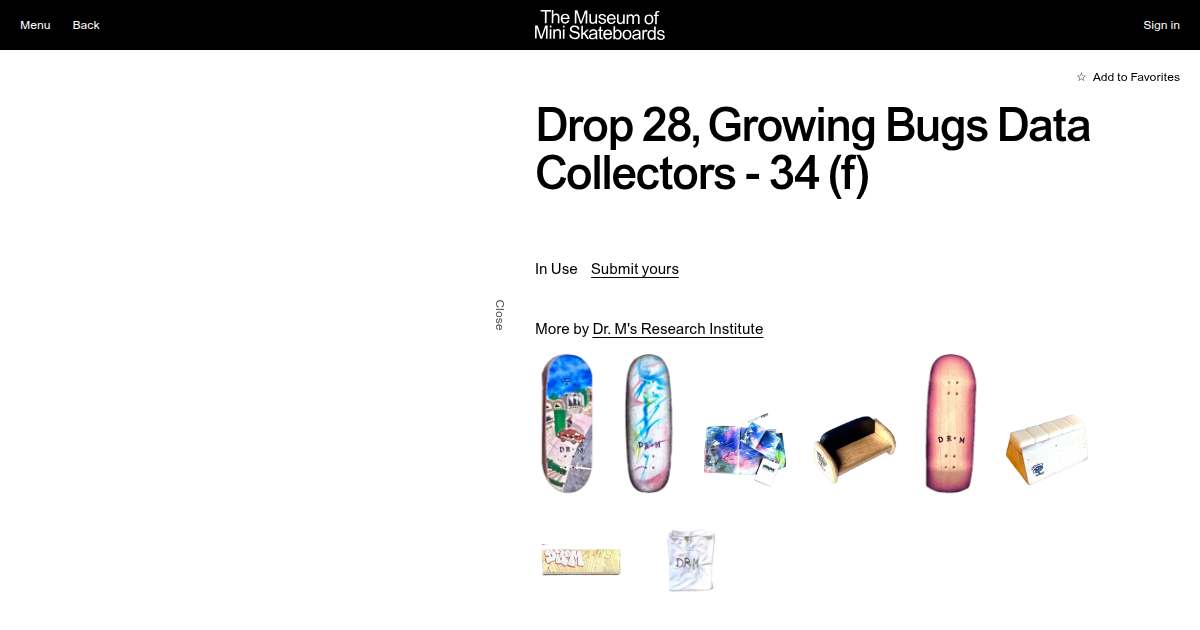 Menu
Back
The Museum of
Mini Skateboards
Sign in
☆ Add to Favorites
Drop 28, Growing Bugs Data
Collectors - 34 (f)
In Use
Submit yours
Close
More by Dr. M's Research Institute
DR M
DR M
DR M
DRM